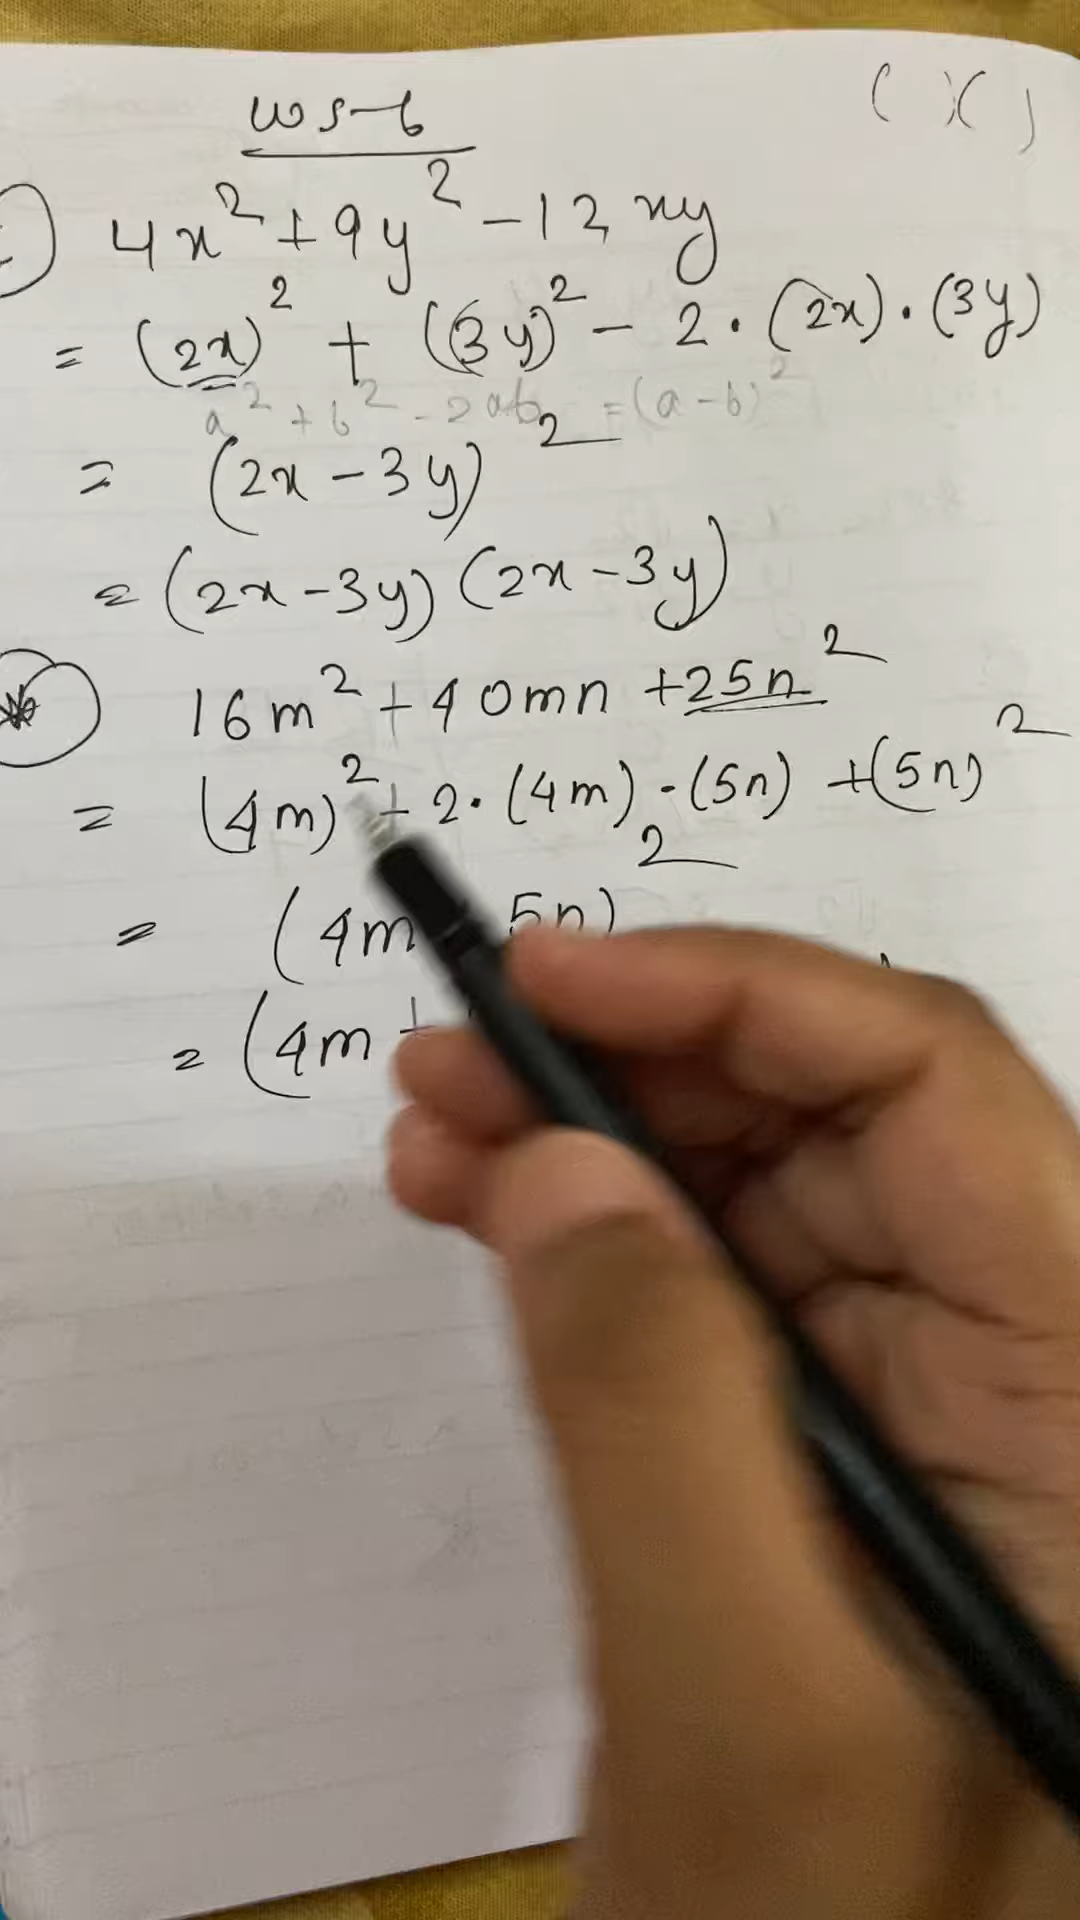 ws-6
( )( )
4x² + 9y² - 12xy
= (2x)² + (3y)² - 2 · (2x) · (3y)
a² + b² - 2ab = (a-b)²
= (2x - 3y)²
= (2x - 3y) (2x - 3y)
16m² + 40mn + 25n²
= (4m)² + 2 · (4m) · (5n) + (5n)²
= (4m 5n)²
= (4m +